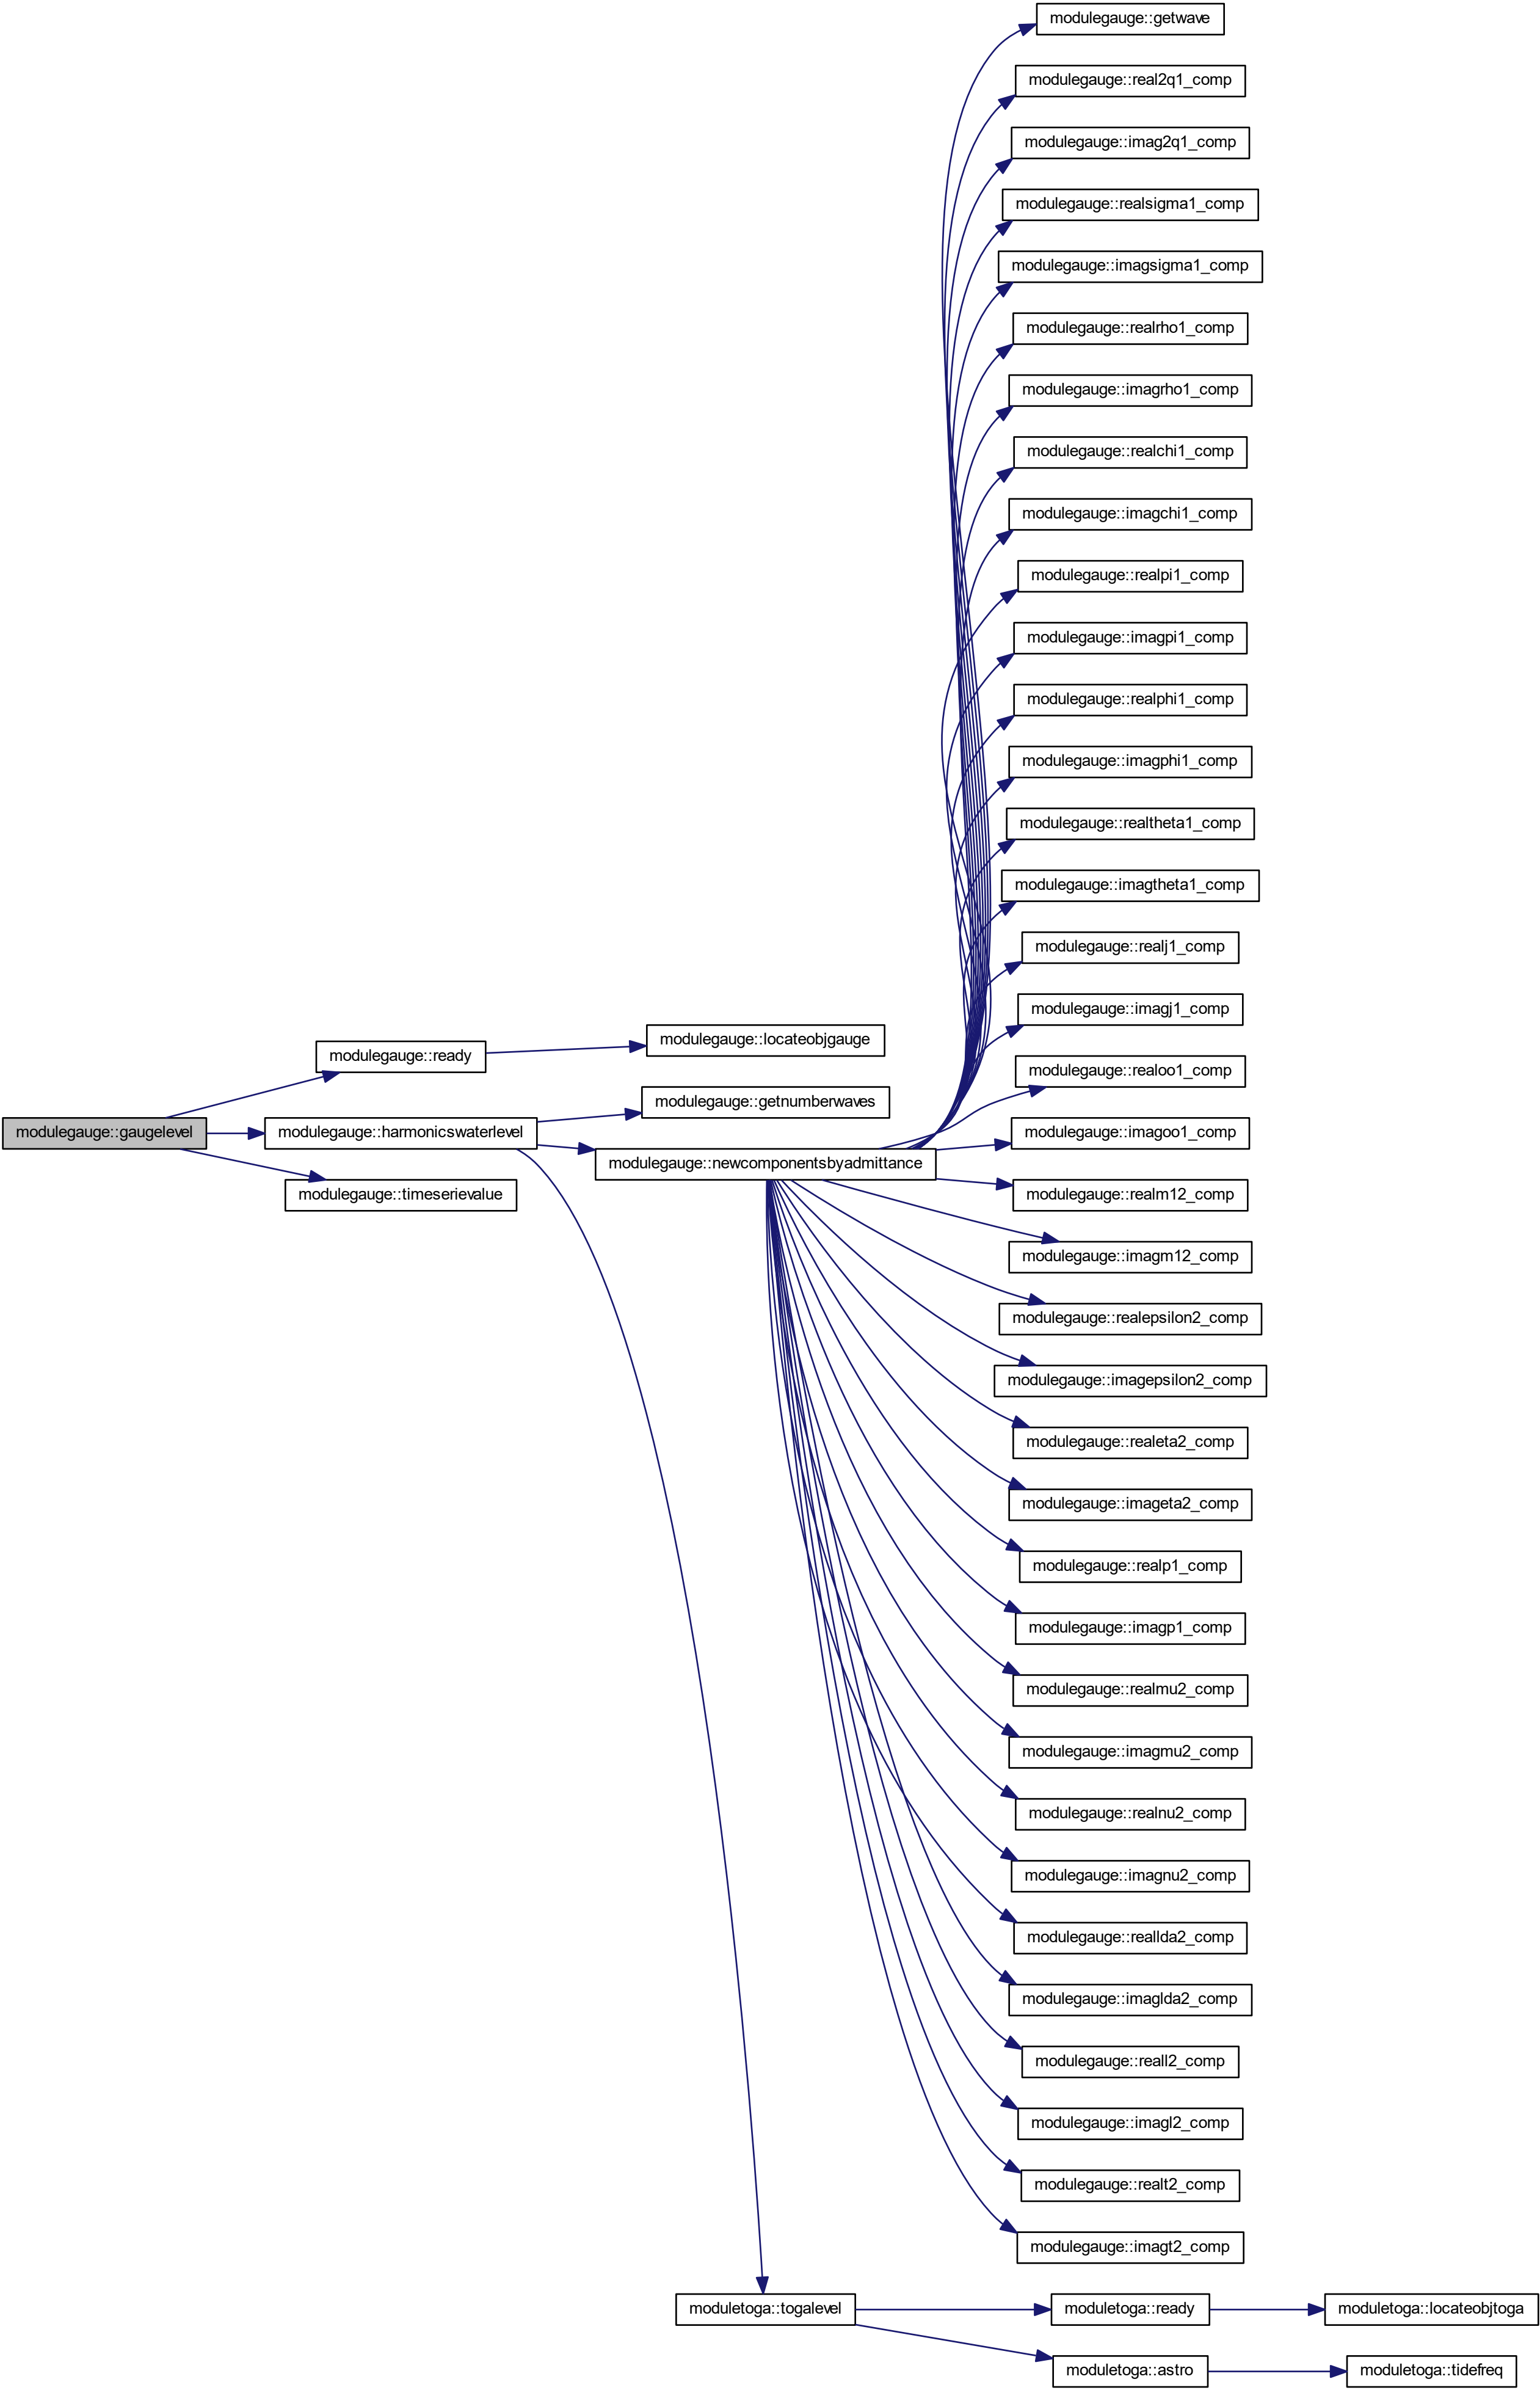 modulegauge::getwave
modulegauge::real2q1_comp
modulegauge::imag2q1_comp
modulegauge::realsigma1_comp
modulegauge::imagsigma1_comp
modulegauge::realrho1_comp
modulegauge::imagrho1_comp
modulegauge::realchi1_comp
modulegauge::imagchi1_comp
modulegauge::realpi1_comp
modulegauge::imagpi1_comp
modulegauge::realphi1_comp
modulegauge::imagphi1_comp
modulegauge::realtheta1_comp
modulegauge::imagtheta1_comp
modulegauge::realj1_comp
modulegauge::imagj1_comp
modulegauge::locateobjgauge
modulegauge::ready
modulegauge::realoo1_comp
modulegauge::getnumberwaves
modulegauge::gaugelevel
modulegauge::harmonicswaterlevel
modulegauge::imagoo1_comp
modulegauge::newcomponentsbyadmittance
modulegauge::timeserievalue
modulegauge::realm12_comp
modulegauge::imagm12_comp
modulegauge::realepsilon2_comp
modulegauge::imagepsilon2_comp
modulegauge::realeta2_comp
modulegauge::imageta2_comp
modulegauge::realp1_comp
modulegauge::imagp1_comp
modulegauge::realmu2_comp
modulegauge::imagmu2_comp
modulegauge::realnu2_comp
modulegauge::imagnu2_comp
modulegauge::reallda2_comp
modulegauge::imaglda2_comp
modulegauge::reall2_comp
modulegauge::imagl2_comp
modulegauge::realt2_comp
modulegauge::imagt2_comp
moduletoga::togalevel
moduletoga::ready
moduletoga::locateobjtoga
moduletoga::astro
moduletoga::tidefreq